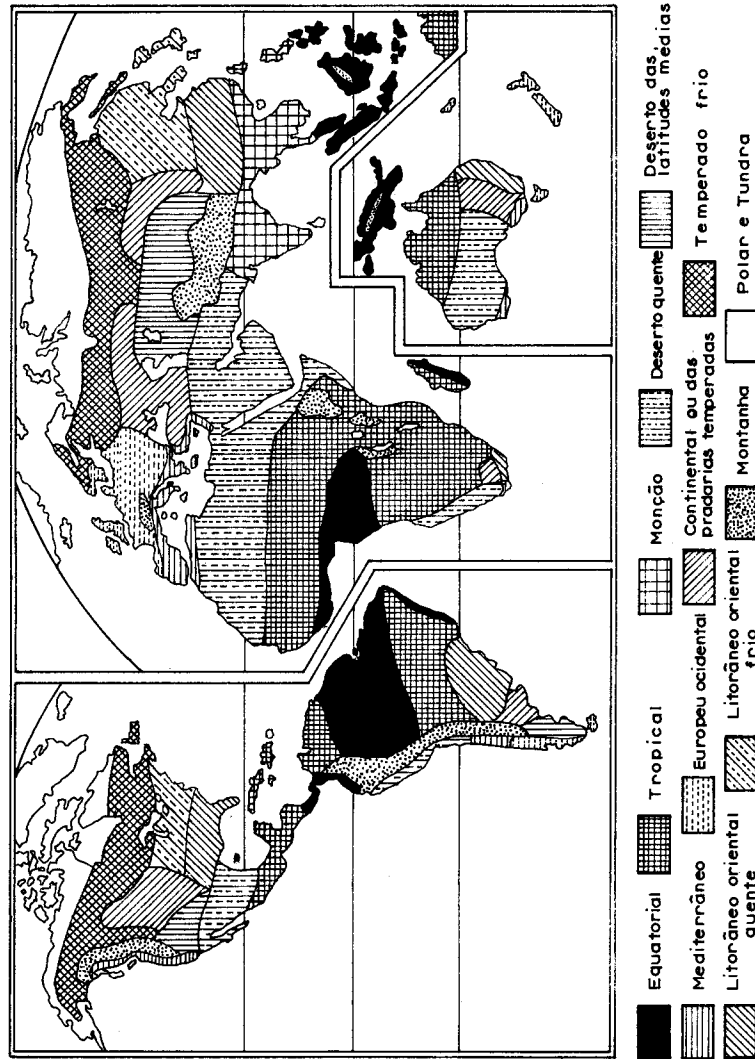 Equatorial
Tropical
Monção
Deserto quente
Deserto das
latitudes médias
Mediterrâneo
Europeu ocidental
Continental ou das
pradarias temperadas
Temperado frio
Litorâneo oriental
quente
Litorâneo oriental
frio
Montanha
Polar e Tundra